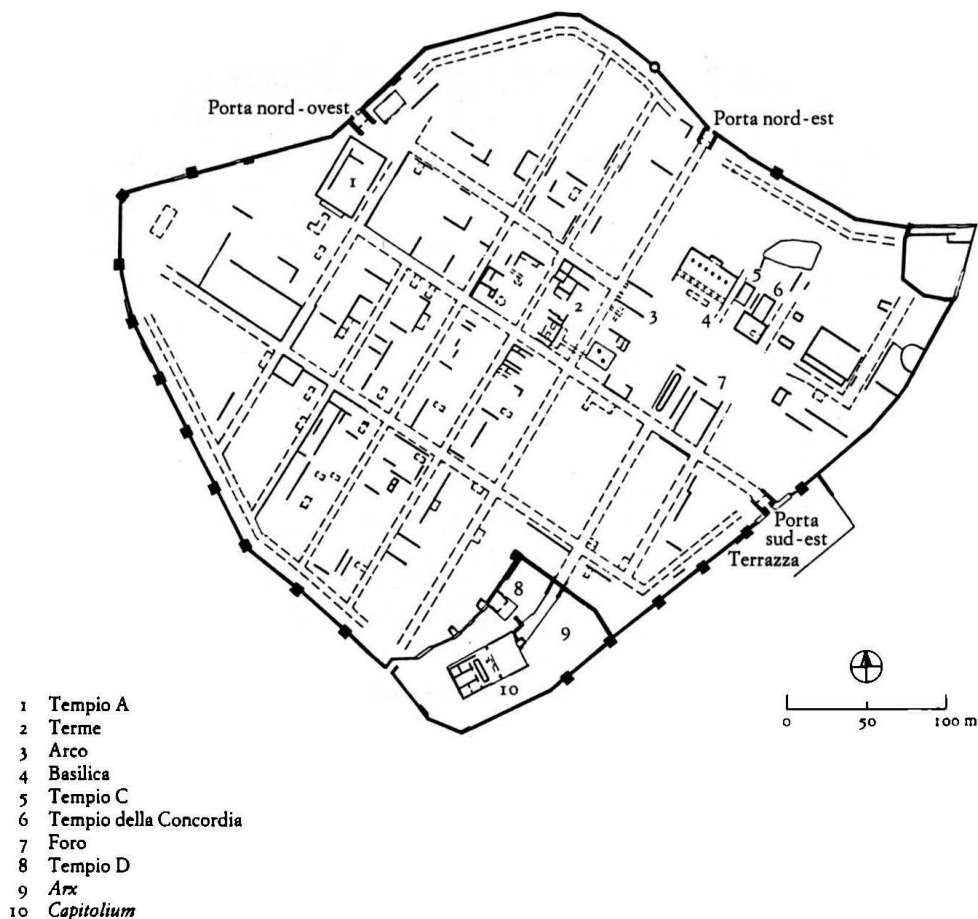 Porta nord-ovest
Porta nord-est
1
5
6
2
3
4
7
Porta
sud-est
Terrazza
8
9
10
0 50 100 m
1 Tempio A
2 Terme
3 Arco
4 Basilica
5 Tempio C
6 Tempio della Concordia
7 Foro
8 Tempio D
9 Arx
10 Capitolium